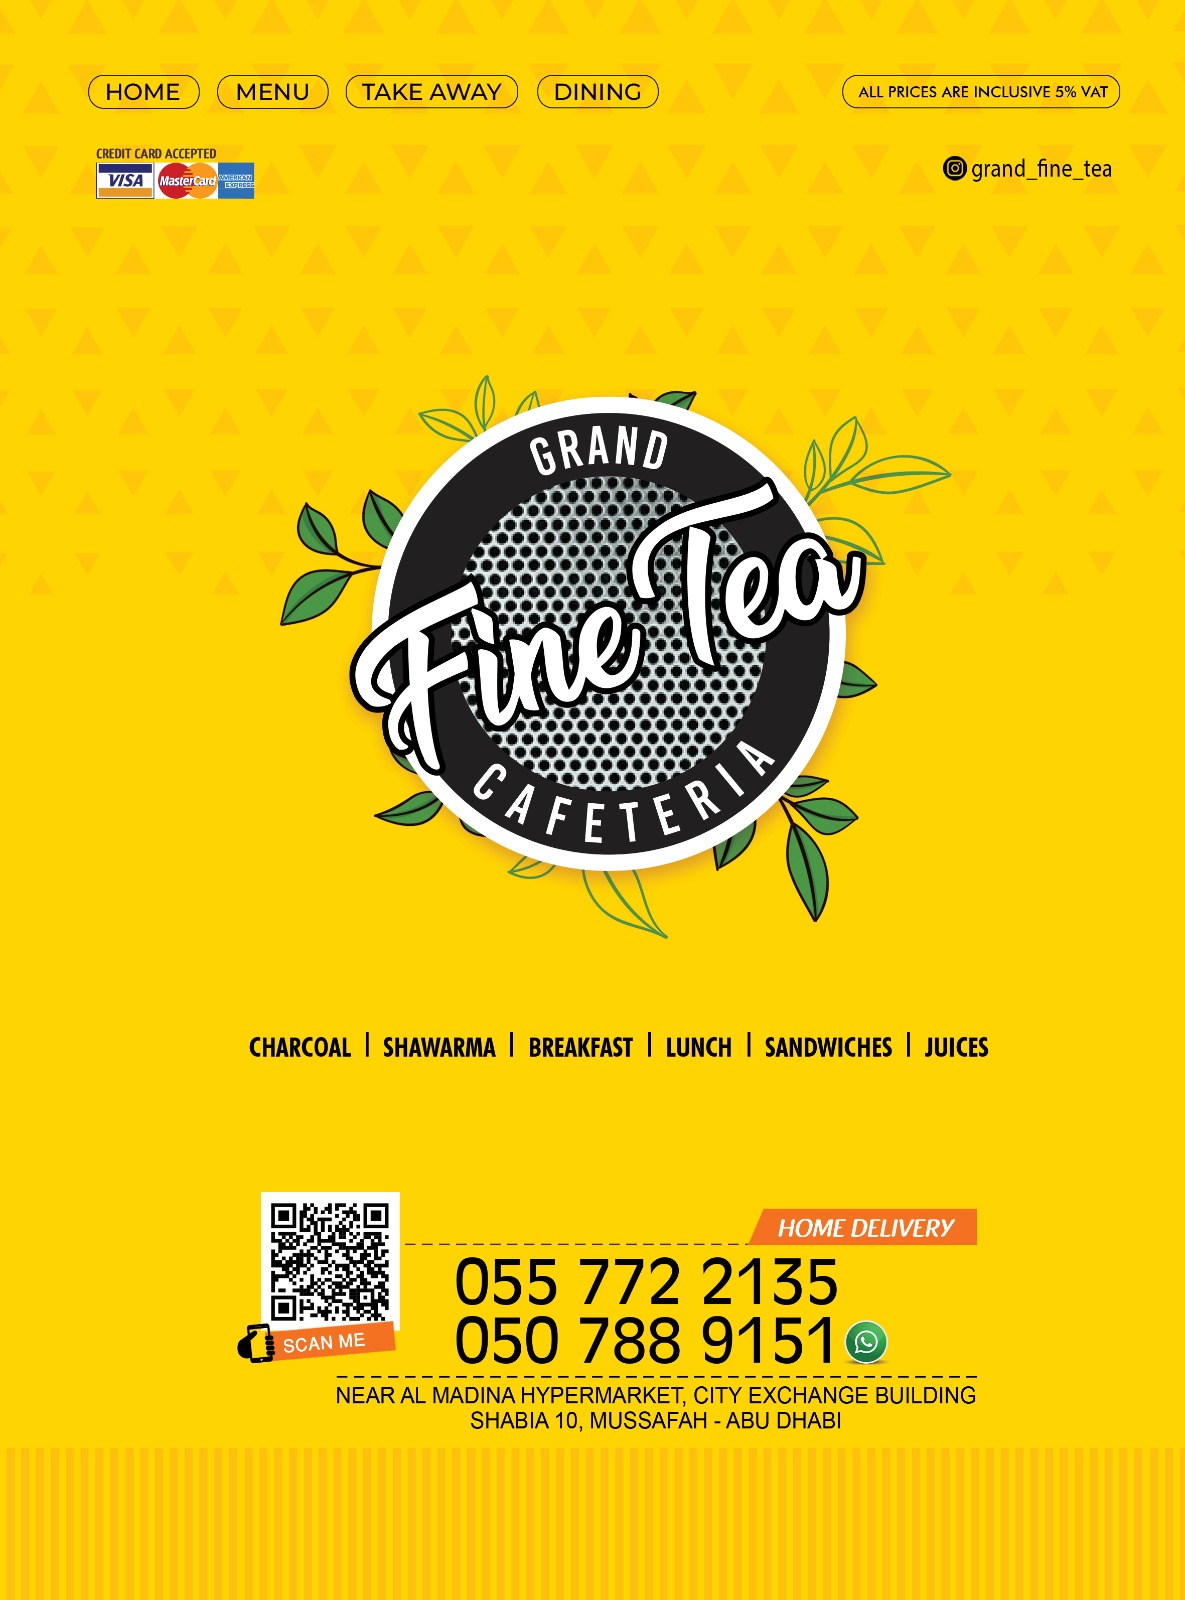 HOME MENU TAKE AWAY DINING ALL PRICES ARE INCLUSIVE 5% VAT
CREDIT CARD ACCEPTED
VISA MasterCard AMERICAN EXPRESS
grand_fine_tea
GRAND
Fine Tea
CAFETERIA
CHARCOAL | SHAWARMA | BREAKFAST | LUNCH | SANDWICHES | JUICES
HOME DELIVERY
055 772 2135
050 788 9151
SCAN ME
NEAR AL MADINA HYPERMARKET, CITY EXCHANGE BUILDING
SHABIA 10, MUSSAFAH - ABU DHABI